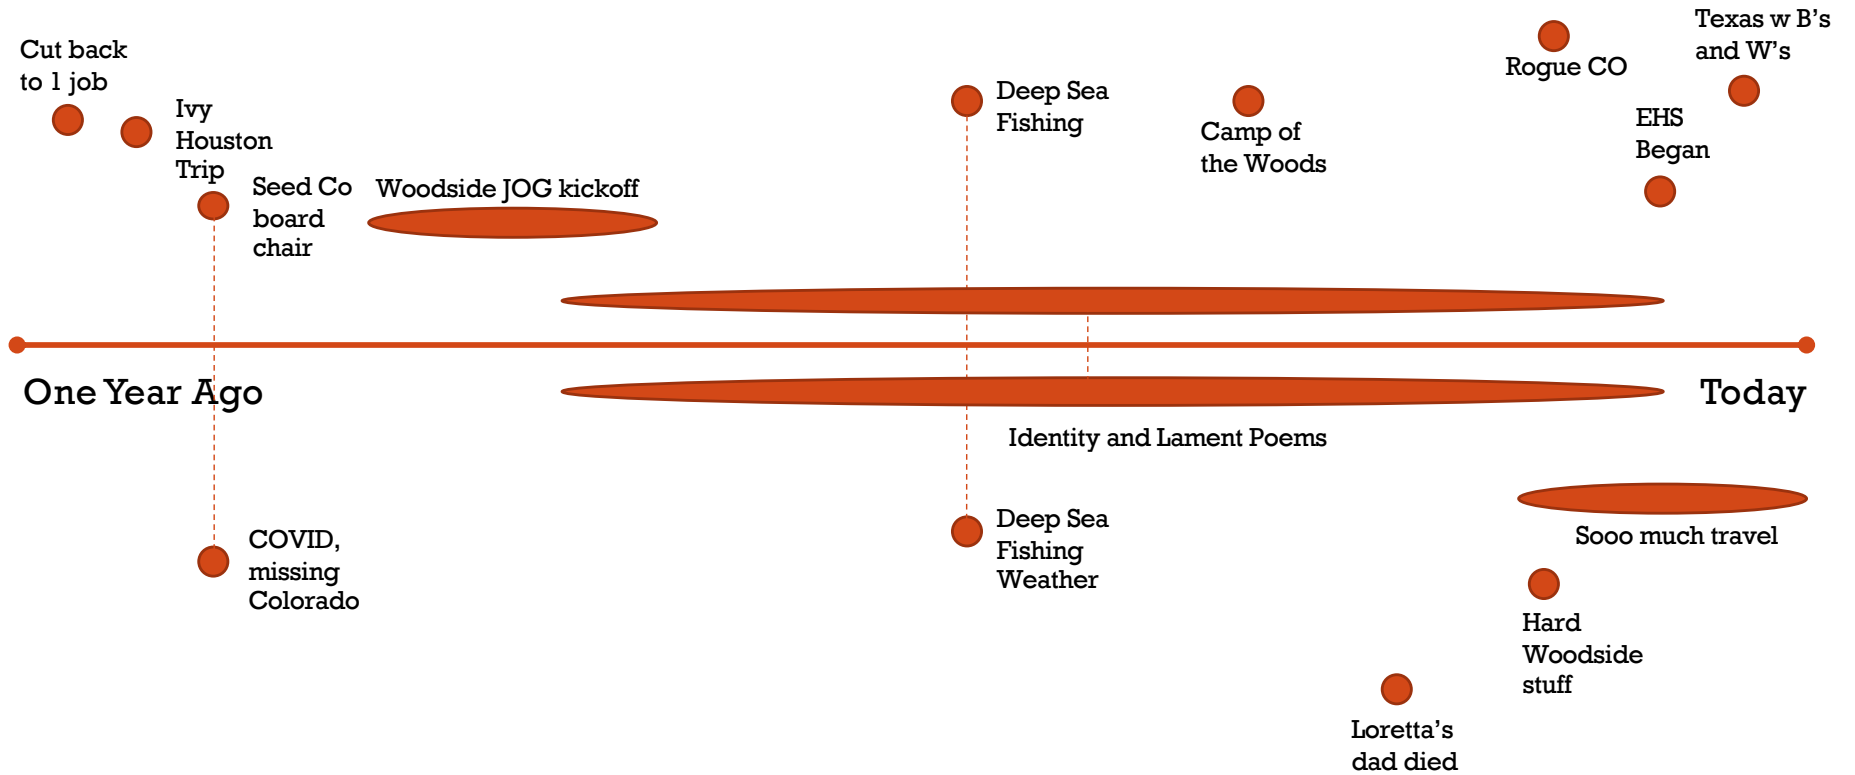 Cut back
to 1 job
Ivy
Houston
Trip
Seed Co
board
chair
Woodside JOG kickoff
Deep Sea
Fishing
Camp of
the Woods
Rogue CO
Texas w B’s
and W’s
EHS
Began
One Year Ago
Today
Identity and Lament Poems
COVID,
missing
Colorado
Deep Sea
Fishing
Weather
Sooo much travel
Hard
Woodside
stuff
Loretta’s
dad died